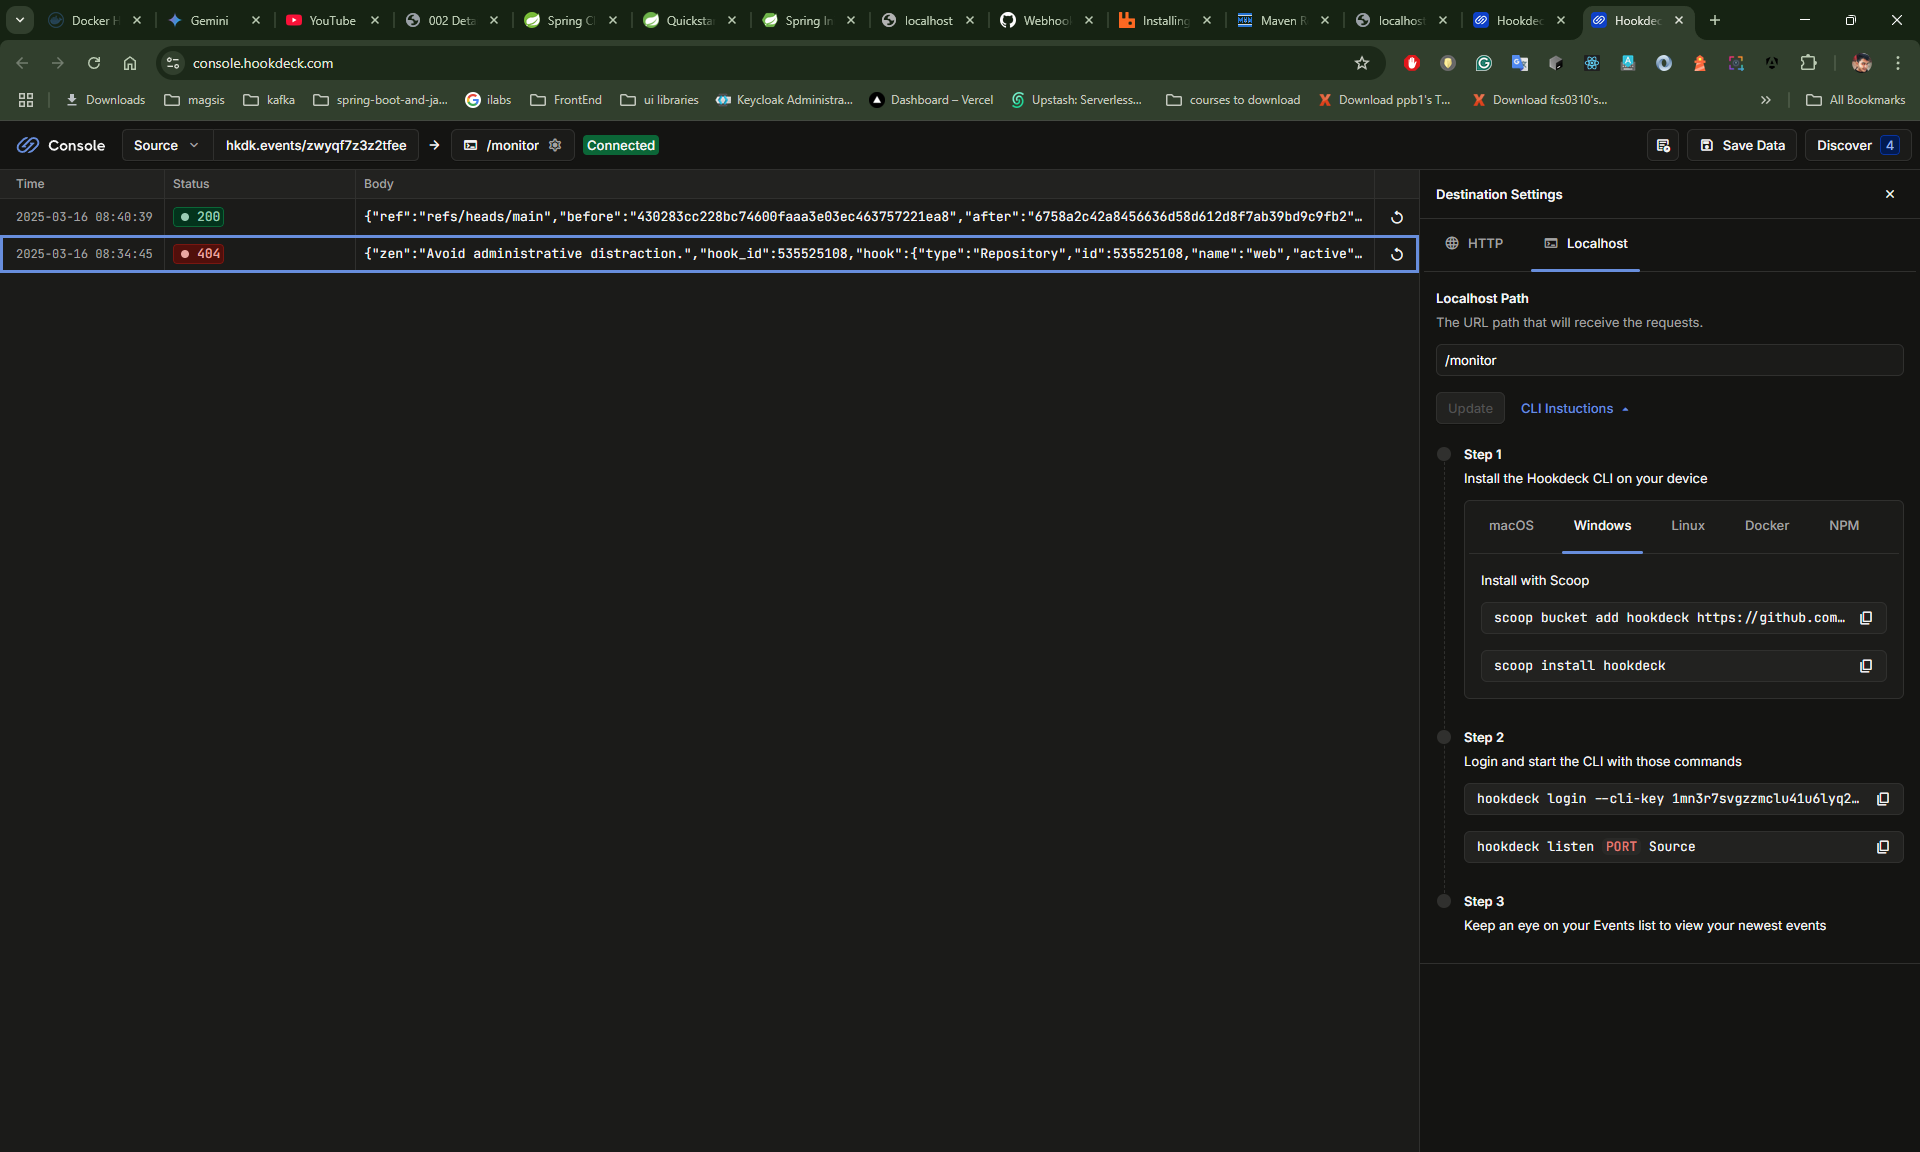 Docker H
Gemini
YouTube
002 Deta
Spring C
Quicksta
Spring In
localhost
Webhoo
Installing
Maven R
localhost
Hookdec
Hookdec
console.hookdeck.com
Downloads
magsis
kafka
spring-boot-and-ja...
ilabs
FrontEnd
ui libraries
Keycloak Administra...
Dashboard – Vercel
Upstash: Serverless...
courses to download
Download ppb1's T...
Download fcs0310's...
All Bookmarks
Console
Source
hkdk.events/zwyqf7z3z2tfee
/monitor
Connected
Save Data
Discover 4
Time Status Body
2025-03-16 08:40:39 200 {"ref":"refs/heads/main","before":"430283cc228bc74600faaa3e03ec463757221ea8","after":"6758a2c42a8456636d58d612d8f7ab39bd9c9fb2"…
2025-03-16 08:34:45 404 {"zen":"Avoid administrative distraction.","hook_id":535525108,"hook":{"type":"Repository","id":535525108,"name":"web","active"…
Destination Settings
HTTP
Localhost
Localhost Path
The URL path that will receive the requests.
/monitor
Update
CLI Instuctions
Step 1
Install the Hookdeck CLI on your device
macOS Windows Linux Docker NPM
Install with Scoop
scoop bucket add hookdeck https://github.com…
scoop install hookdeck
Step 2
Login and start the CLI with those commands
hookdeck login --cli-key 1mn3r7svgzzmclu41u6lyq2…
hookdeck listen PORT Source
Step 3
Keep an eye on your Events list to view your newest events